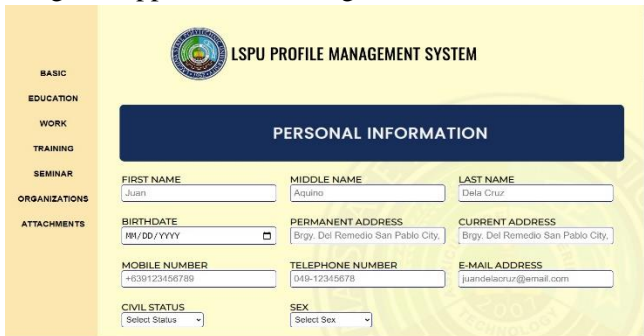 LSPU PROFILE MANAGEMENT SYSTEM
BASIC
EDUCATION
WORK
TRAINING
SEMINAR
ORGANIZATIONS
ATTACHMENTS
PERSONAL INFORMATION
FIRST NAME MIDDLE NAME LAST NAME
Juan Aquino Dela Cruz
BIRTHDATE PERMANENT ADDRESS CURRENT ADDRESS
MM/DD/YYYY Brgy. Del Remedio San Pablo City, Brgy. Del Remedio San Pablo City,
MOBILE NUMBER TELEPHONE NUMBER E-MAIL ADDRESS
+639123456789 049-12345678 juandelacruz@email.com
CIVIL STATUS SEX
Select Status Select Sex